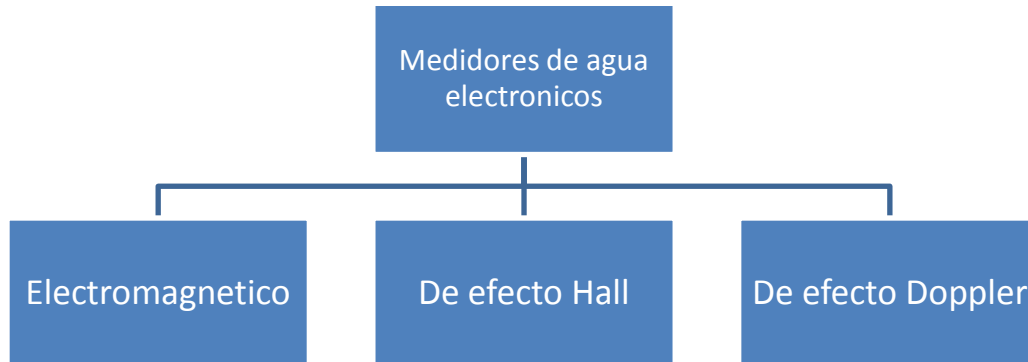 Medidores de agua
electronicos
Electromagnetico
De efecto Hall
De efecto Doppler